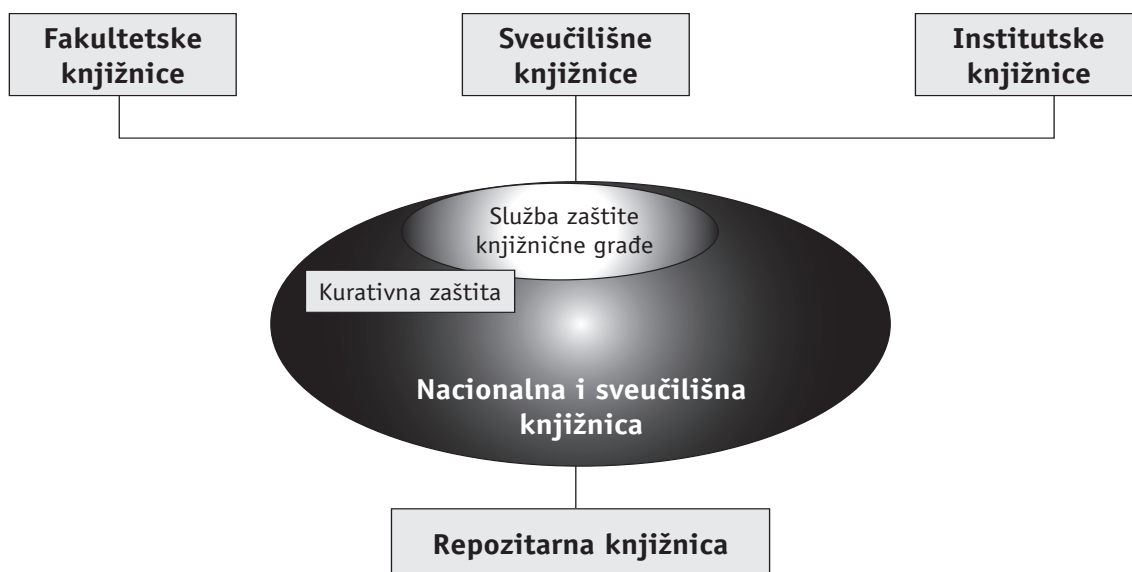 Fakultetske
knjižnice
Sveučilišne
knjižnice
Institutske
knjižnice
Služba zaštite
knjižnične građe
Kurativna zaštita
Nacionalna i sveučilišna
knjižnica
Repozitarna knjižnica